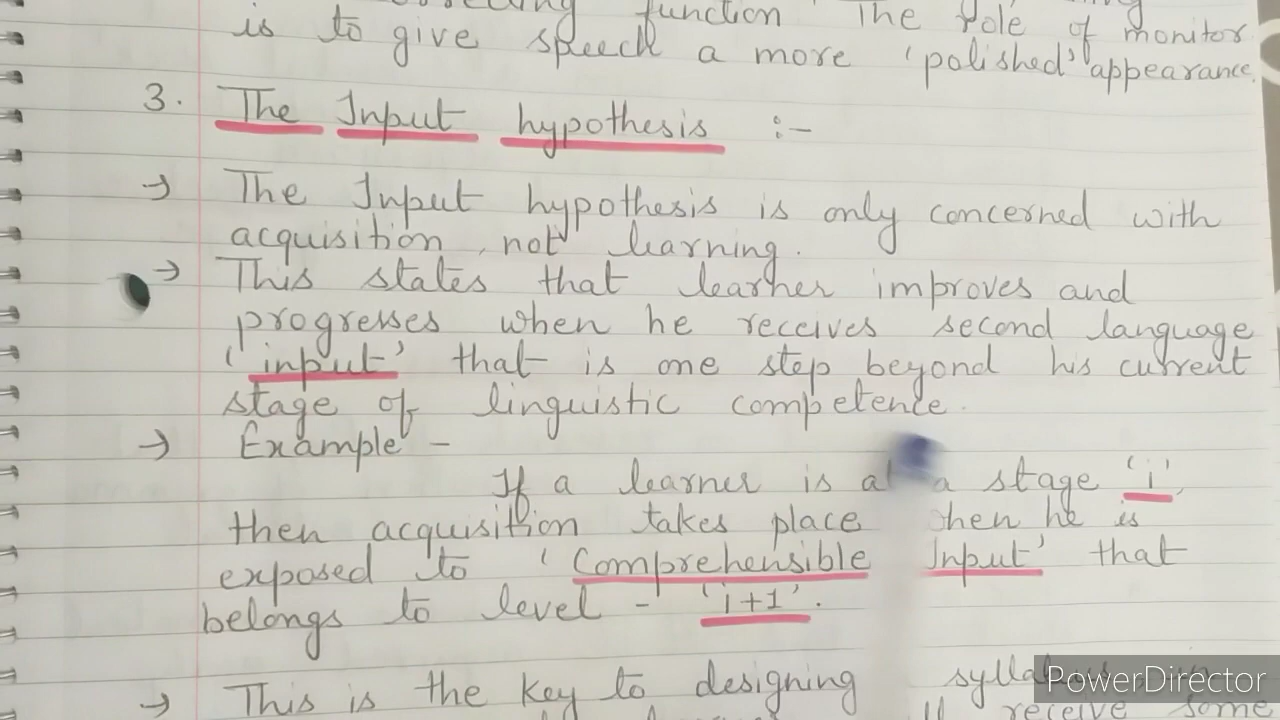 function The role of monitor
is to give speech a more 'polished' appearance.
3. The Input hypothesis :-
→ The Input hypothesis is only concerned with
acquisition, not learning.
→ This states that learner improves and
progresses when he receives second language
'input' that is one step beyond his current
stage of linguistic competence.
→ Example -
If a learner is at a stage 'i',
then acquisition takes place when he is
exposed to 'Comprehensible Input' that
belongs to level - 'i+1'.
→ This is the key to designing
receive some
PowerDirector